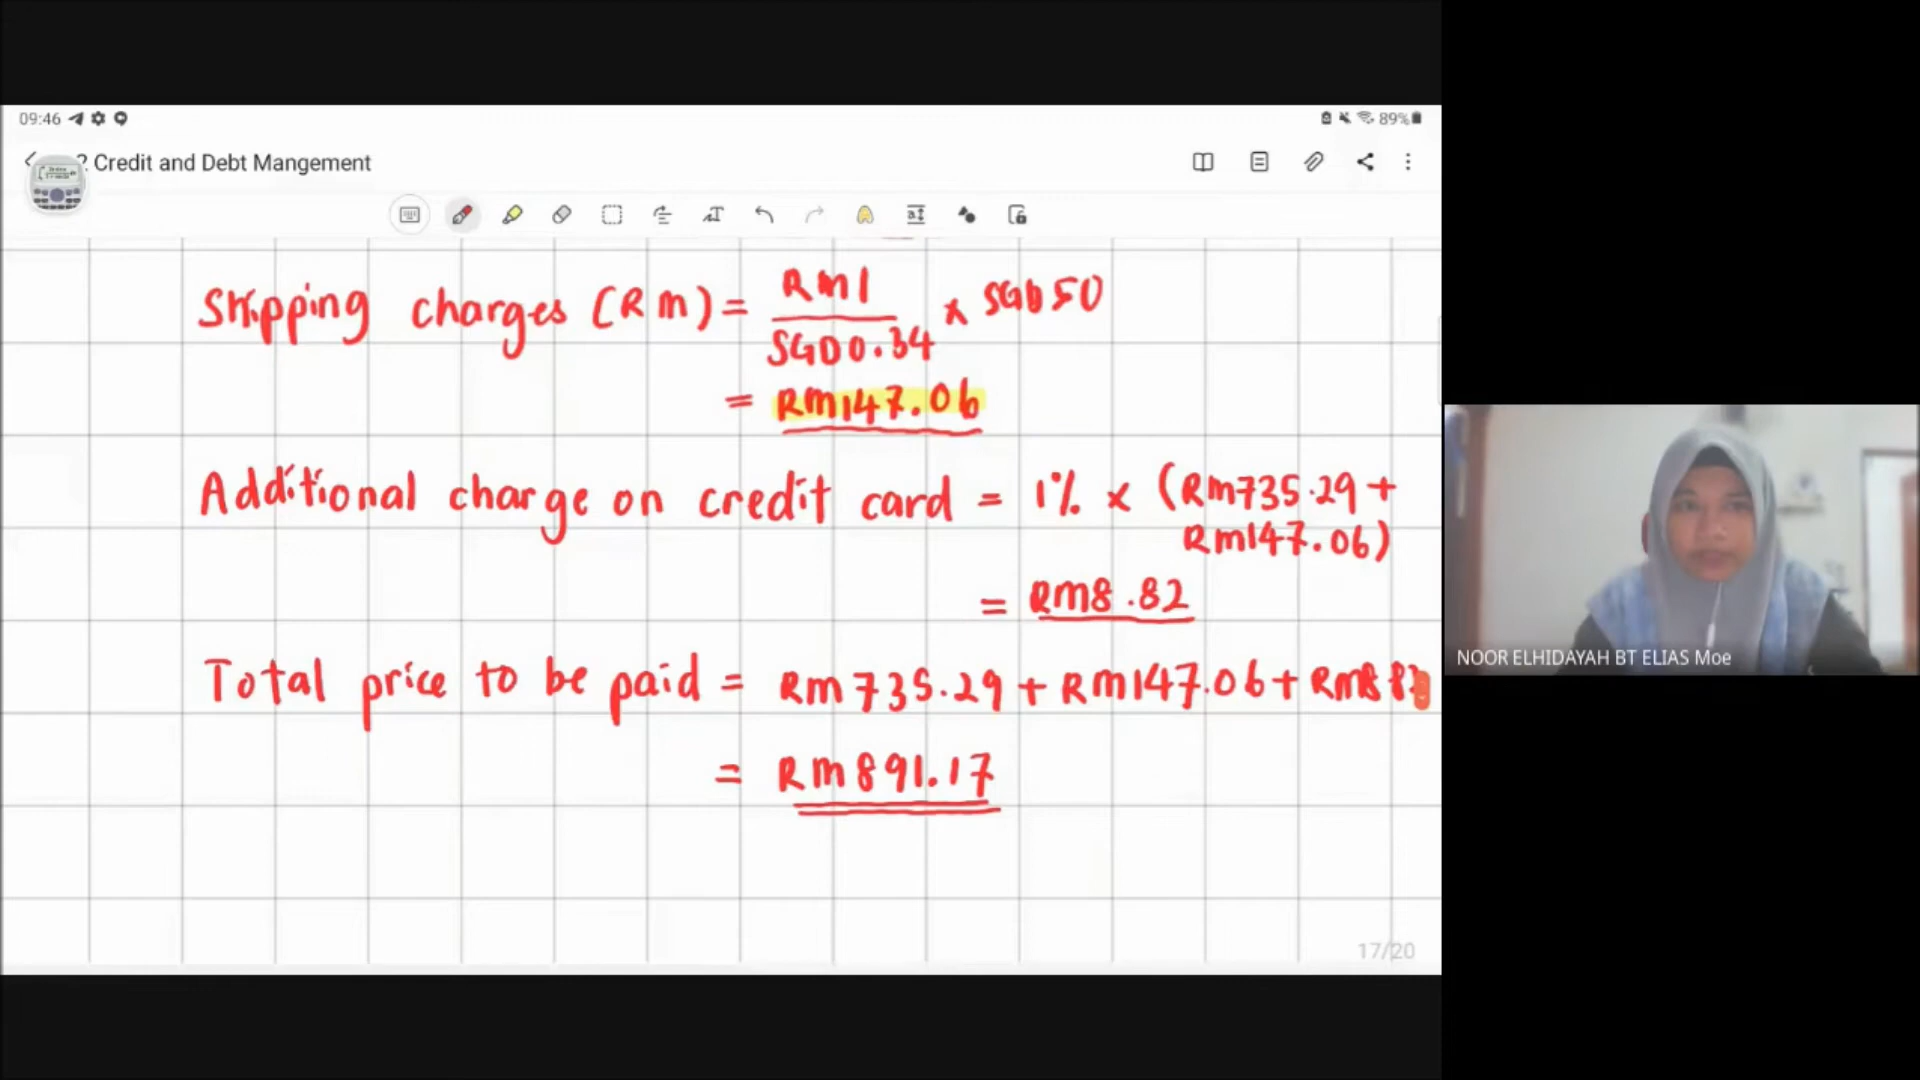 09:46
89%
2 Credit and Debt Mangement
Shipping charges (RM) = RM1 / SGD0.34 × SGD50
= RM147.06
Additional charge on credit card = 1% × (RM735.29 +
RM147.06)
= RM8.82
Total price to be paid = RM735.29 + RM147.06 + RM8.82
= RM891.17
17/20
NOOR ELHIDAYAH BT ELIAS Moe